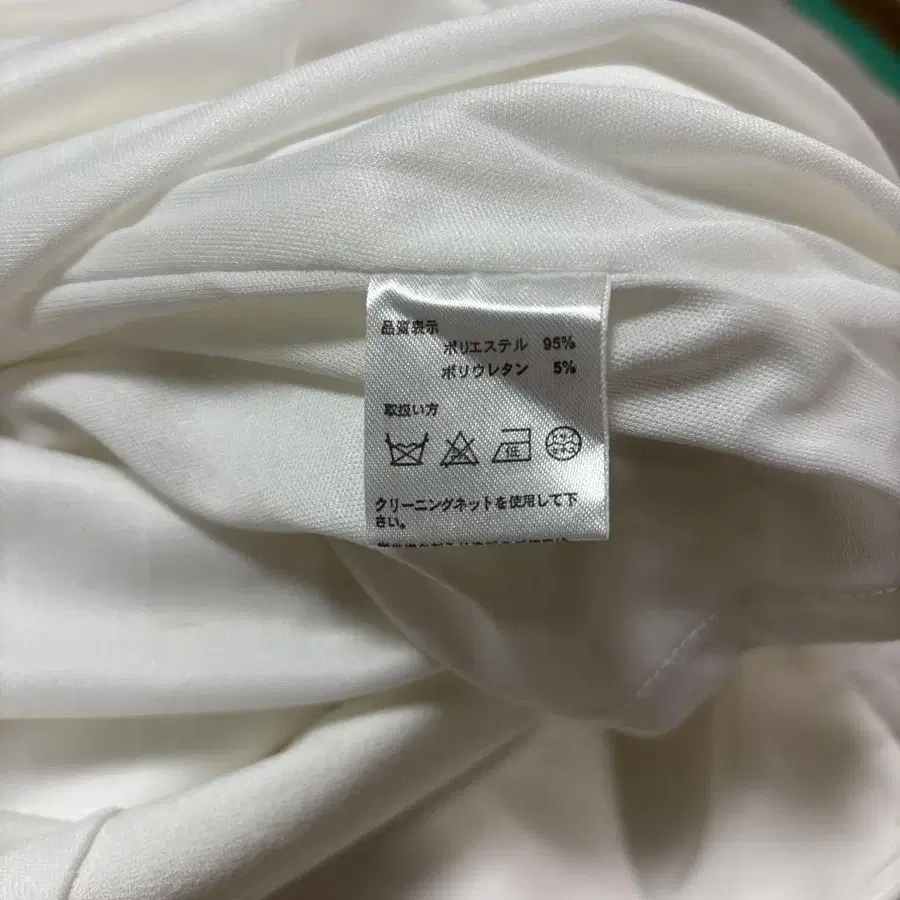 品質表示
ポリエステル 95%
ポリウレタン 5%
取扱い方
低
クリーニングネットを使用して下
さい。